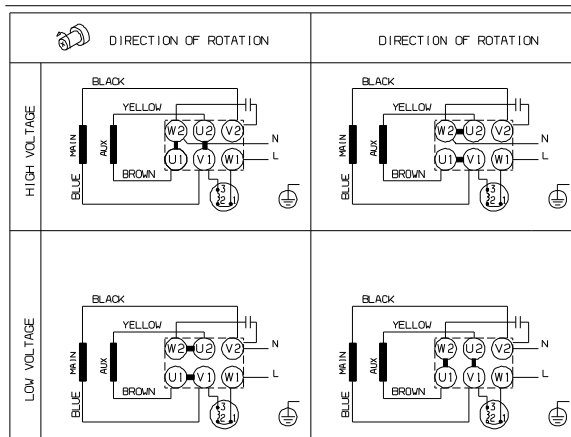 DIRECTION OF ROTATION
DIRECTION OF ROTATION
HIGH VOLTAGE
BLACK
YELLOW
MAIN
AUX
W2 U2 V2
N
U1 V1 W1
L
BROWN
BLUE
3
2 1
BLACK
YELLOW
MAIN
AUX
W2 U2 V2
N
U1 V1 W1
L
BROWN
BLUE
3
2 1
LOW VOLTAGE
BLACK
YELLOW
MAIN
AUX
W2 U2 V2
N
U1 V1 W1
L
BROWN
BLUE
3
2 1
BLACK
YELLOW
MAIN
AUX
W2 U2 V2
N
U1 V1 W1
L
BROWN
BLUE
3
2 1